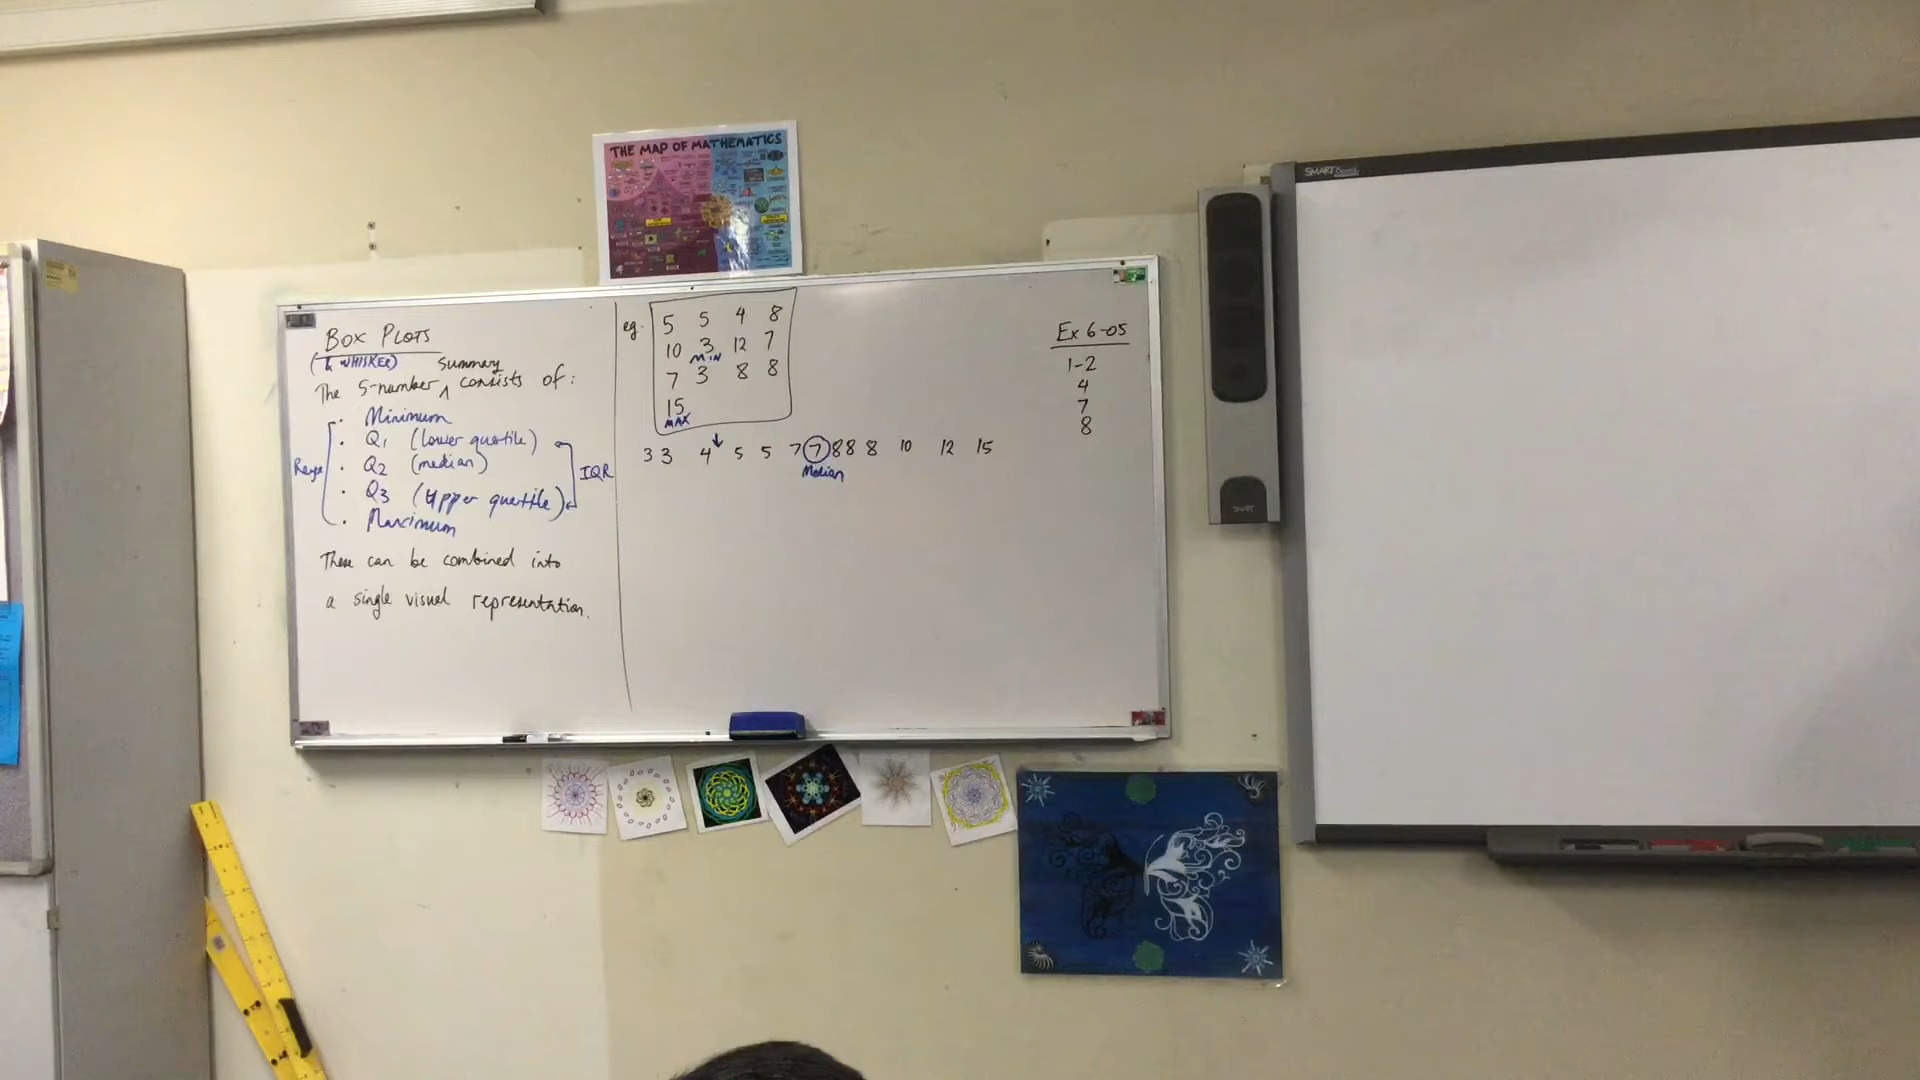 THE MAP OF MATHEMATICS
SMART Board
SMART
BOX PLOTS
(& WHISKER)
The 5-number ^ summary consists of:
• Minimum
• Q1 (lower quartile)
• Q2 (median)
• Q3 (upper quartile)
• Maximum
Range
IQR
These can be combined into
a single visual representation.
eg.
5 5 4 8
10 3 12 7
MIN
7 3 8 8
15
MAX
3 3 4 5 5 7 7 8 8 8 10 12 15
Median
Ex 6-05
1-2
4
7
8